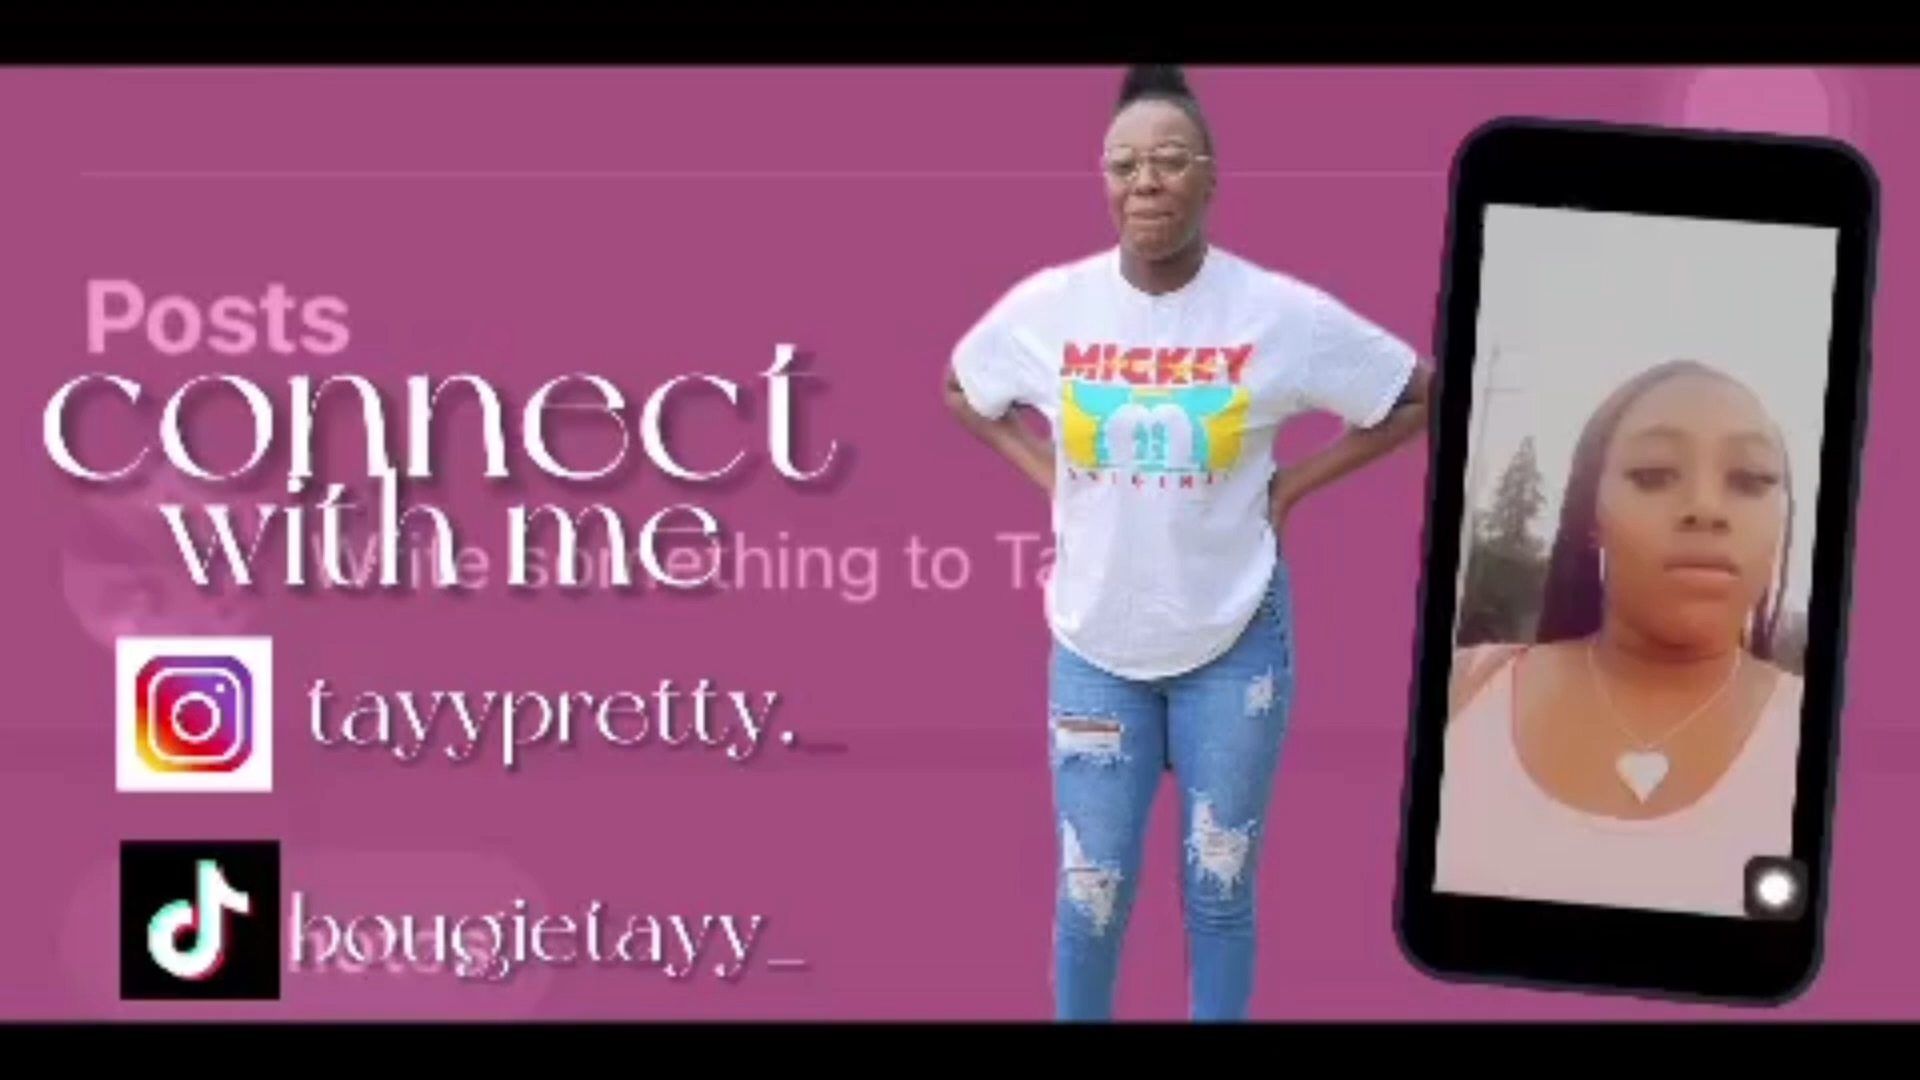 Posts
connect
with me
Write something to Ta
tayypretty._
bougietayy_
MICKEY